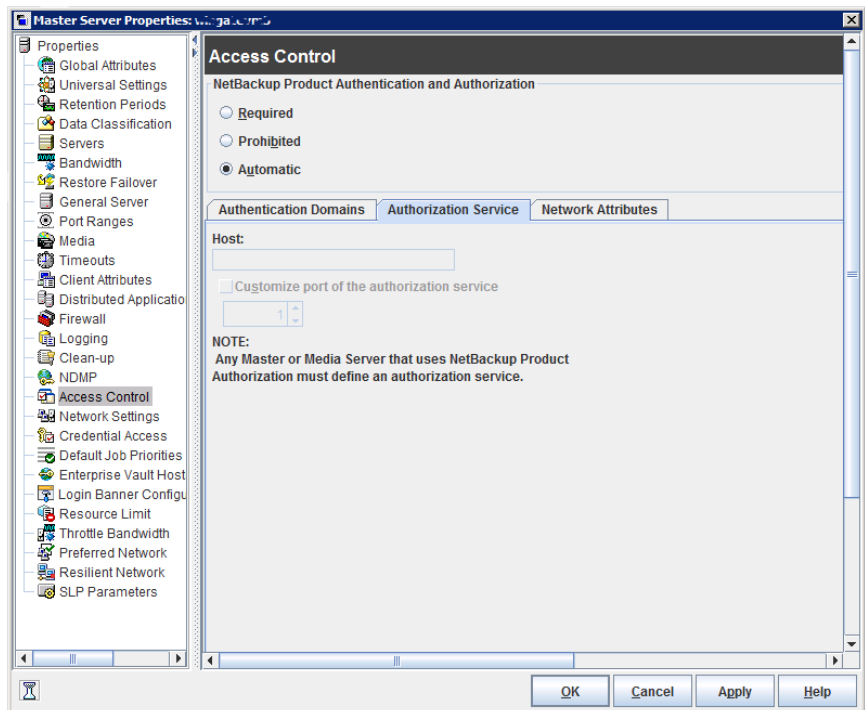 Master Server Properties:
Properties
Global Attributes
Universal Settings
Retention Periods
Data Classification
Servers
Bandwidth
Restore Failover
General Server
Port Ranges
Media
Timeouts
Client Attributes
Distributed Applicatio
Firewall
Logging
Clean-up
NDMP
Access Control
Network Settings
Credential Access
Default Job Priorities
Enterprise Vault Host
Login Banner Configu
Resource Limit
Throttle Bandwidth
Preferred Network
Resilient Network
SLP Parameters
Access Control
NetBackup Product Authentication and Authorization
Required
Prohibited
Automatic
Authentication Domains Authorization Service Network Attributes
Host:
Customize port of the authorization service
1
NOTE:
Any Master or Media Server that uses NetBackup Product
Authorization must define an authorization service.
OK Cancel Apply Help